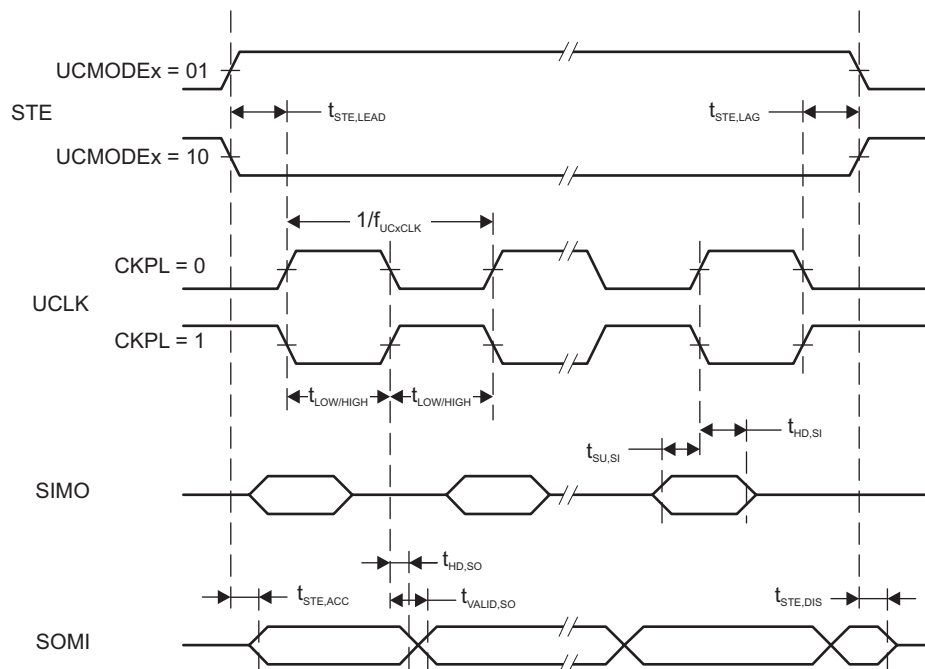 UCMODEx = 01
STE
tSTE,LEAD
tSTE,LAG
UCMODEx = 10
1/fUCxCLK
CKPL = 0
UCLK
CKPL = 1
tLOW/HIGH
tLOW/HIGH
tHD,SI
tSU,SI
SIMO
tHD,SO
tSTE,ACC
tVALID,SO
tSTE,DIS
SOMI